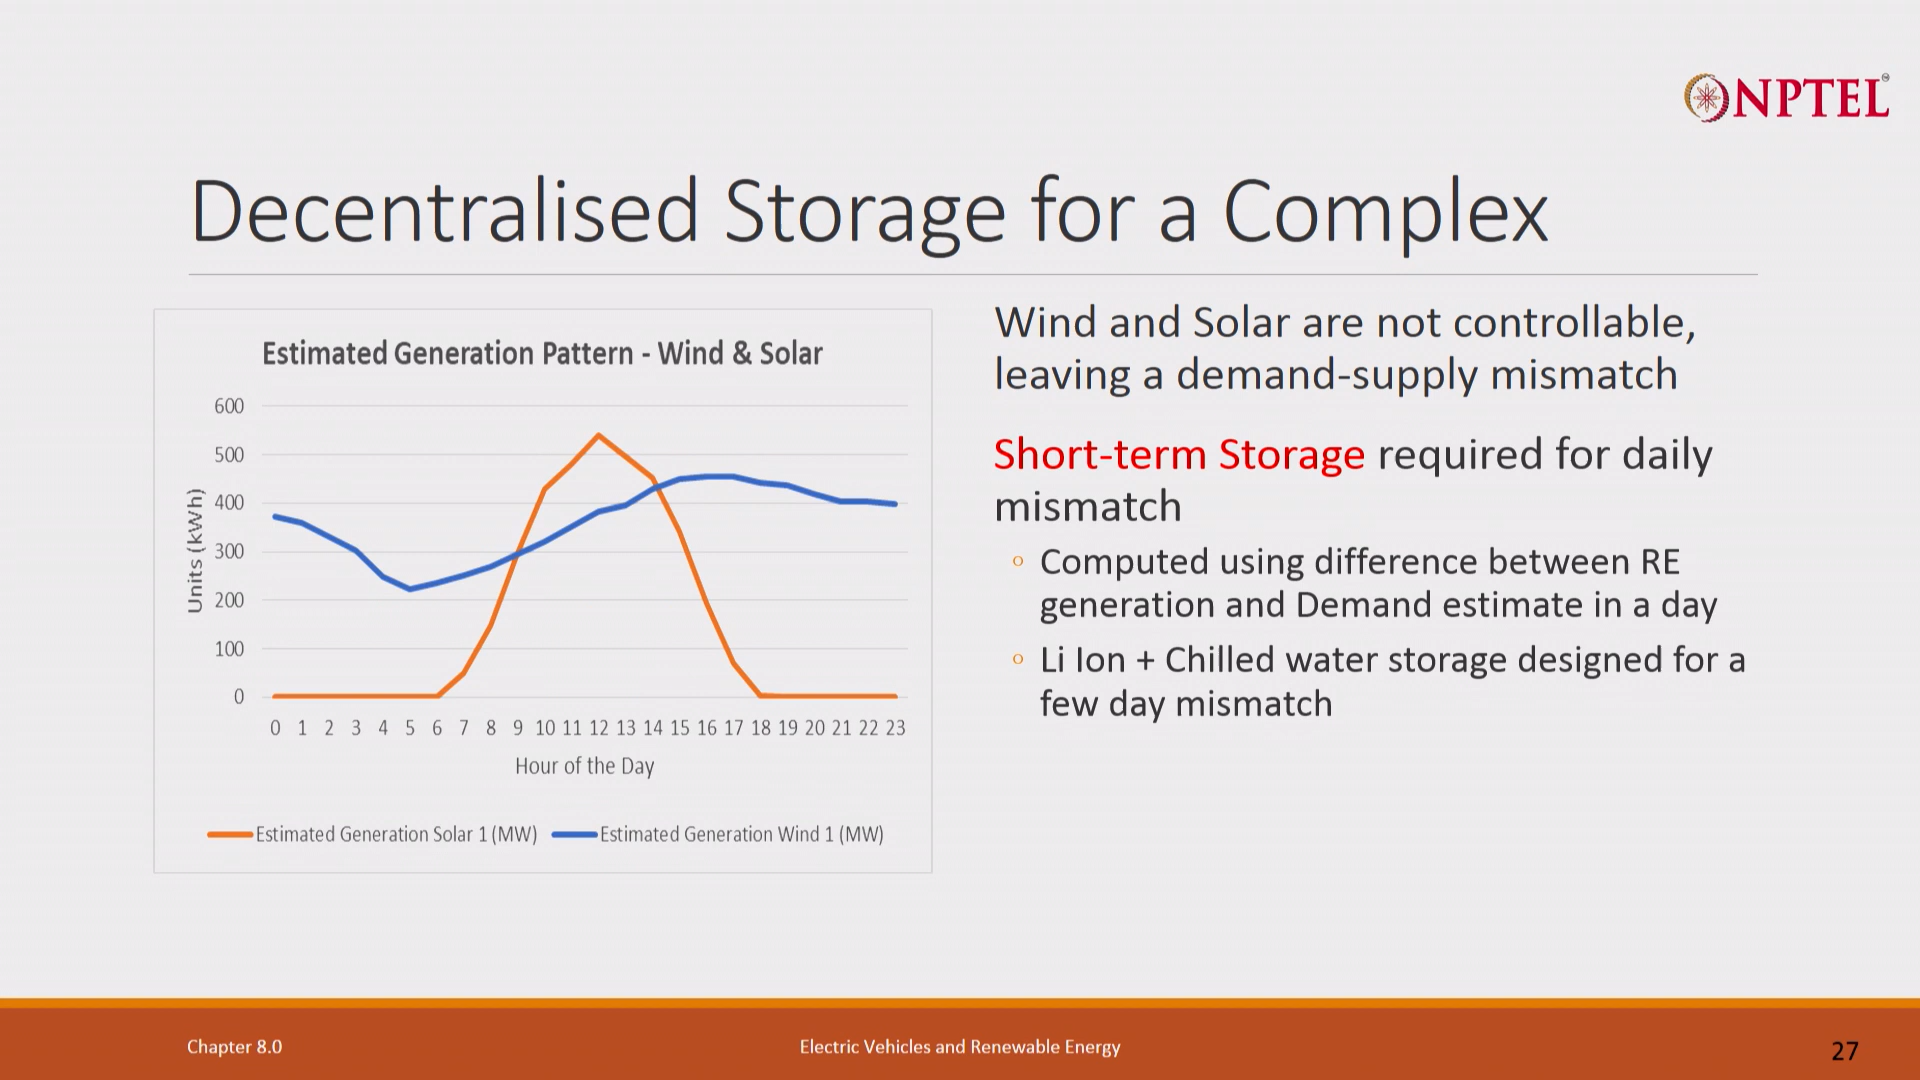 NPTEL
Decentralised Storage for a Complex
Estimated Generation Pattern - Wind & Solar
600
500
400
300
200
100
0
Units (kWh)
0 1 2 3 4 5 6 7 8 9 10 11 12 13 14 15 16 17 18 19 20 21 22 23
Hour of the Day
Estimated Generation Solar 1 (MW) Estimated Generation Wind 1 (MW)
Wind and Solar are not controllable,
leaving a demand-supply mismatch
Short-term Storage required for daily
mismatch
◦ Computed using difference between RE
generation and Demand estimate in a day
◦ Li Ion + Chilled water storage designed for a
few day mismatch
Chapter 8.0
Electric Vehicles and Renewable Energy
27